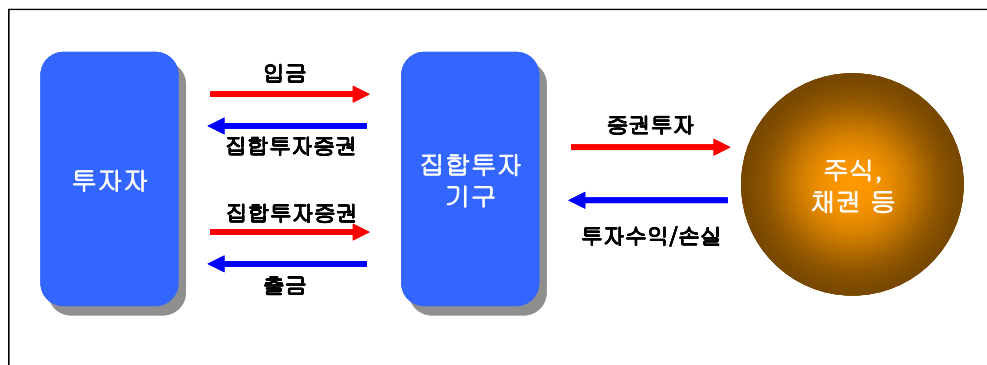 투자자
입금
집합투자증권
집합투자증권
출금
집합투자
기구
증권투자
투자수익/손실
주식,
채권 등